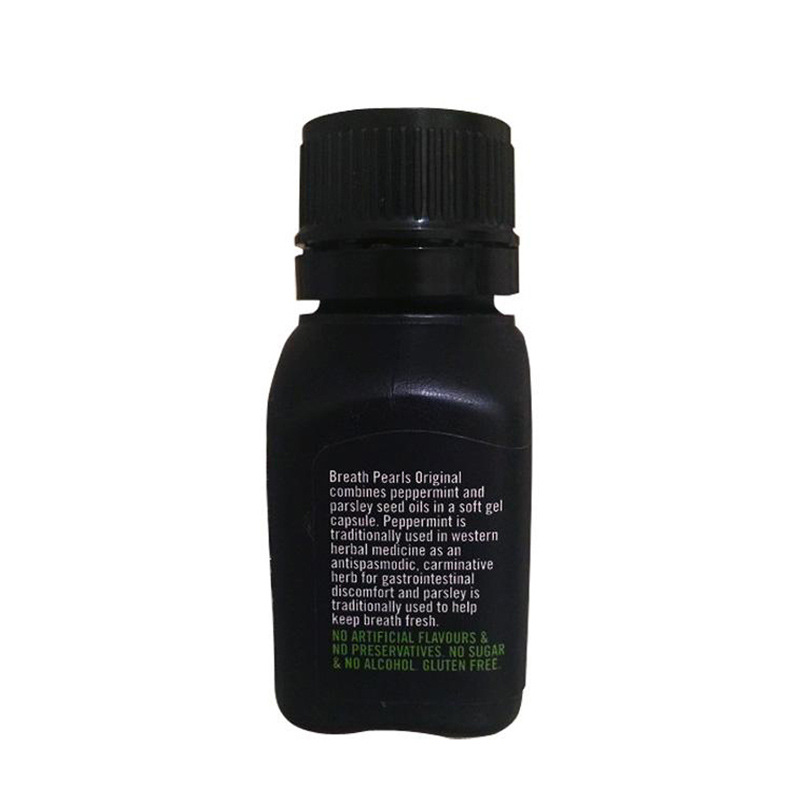 Breath Pearls Original
combines peppermint and
parsley seed oils in a soft gel
capsule. Peppermint is
traditionally used in western
herbal medicine as an
antispasmodic, carminative
herb for gastrointestinal
discomfort and parsley is
traditionally used to help
keep breath fresh.
NO ARTIFICIAL FLAVOURS &
NO PRESERVATIVES. NO SUGAR
& NO ALCOHOL. GLUTEN FREE.